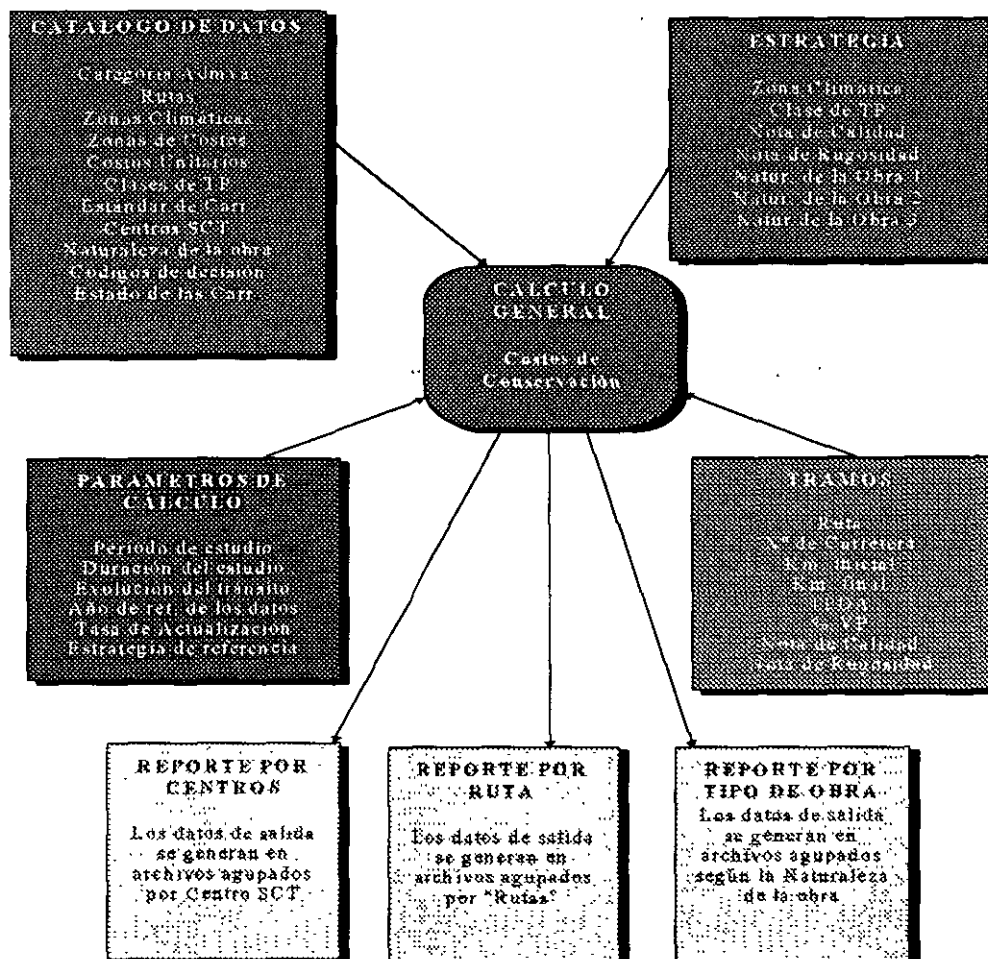 CATALOGO DE DATOS
Categoria Admva
Rutas
Zonas Climaticas
Zonas de Costos
Costos Unitarios
Clases de TP
Estandar de Carr.
Centros SCT
Naturaleza de la obra
Codigos de decisión
Estado de las Carr.
ESTRATEGIA
Zona Climatica
Clase de TP
Nota de Calidad
Nota de Rugosidad
Natur. de la Obra 1
Natur. de la Obra 2
Natur. de la Obra 3
CALCULO
GENERAL
Costos de
Conservación
PARAMETROS DE
CALCULO
Periodo de estudio
Duración del estudio
Evolución del tránsito
Año de ref. de los datos
Tasa de Actualización
Estrategia de referencia
TRAMOS
Ruta
Nº de Carretera
Km. inicial
Km. final
% VP
Nota de Calidad
Nota de Rugosidad
REPORTE POR
CENTROS
Los datos de salida
se generan en
archivos agupados
por Centro SCT
REPORTE POR
RUTA
Los datos de salida
se generan en
archivos agupados
por "Rutas"
REPORTE POR
TIPO DE OBRA
Los datos de salida
se generan en
archivos agupados
según la Naturaleza
de la obra